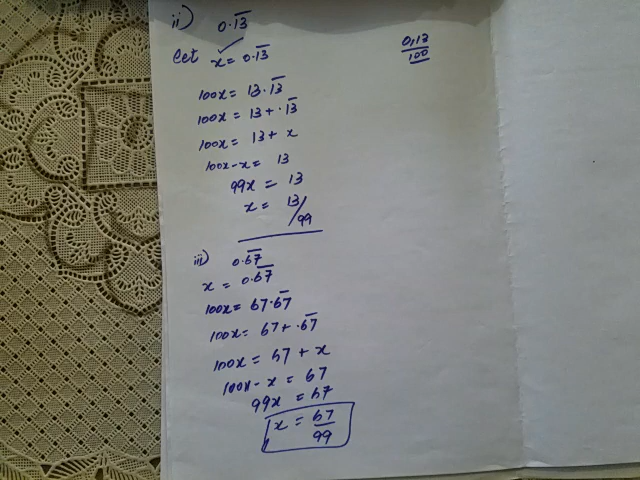 ii) 0.1̅3̅
let x = 0.1̅3̅
0,13/100
100x = 13.1̅3̅
100x = 13 + .1̅3̅
100x = 13 + x
100x - x = 13
99x = 13
x = 13/99
iii) 0.6̅7̅
x = 0.6̅7̅
100x = 67.6̅7̅
100x = 67 + .6̅7̅
100x = 67 + x
100x - x = 67
99x = 67
x = 67/99